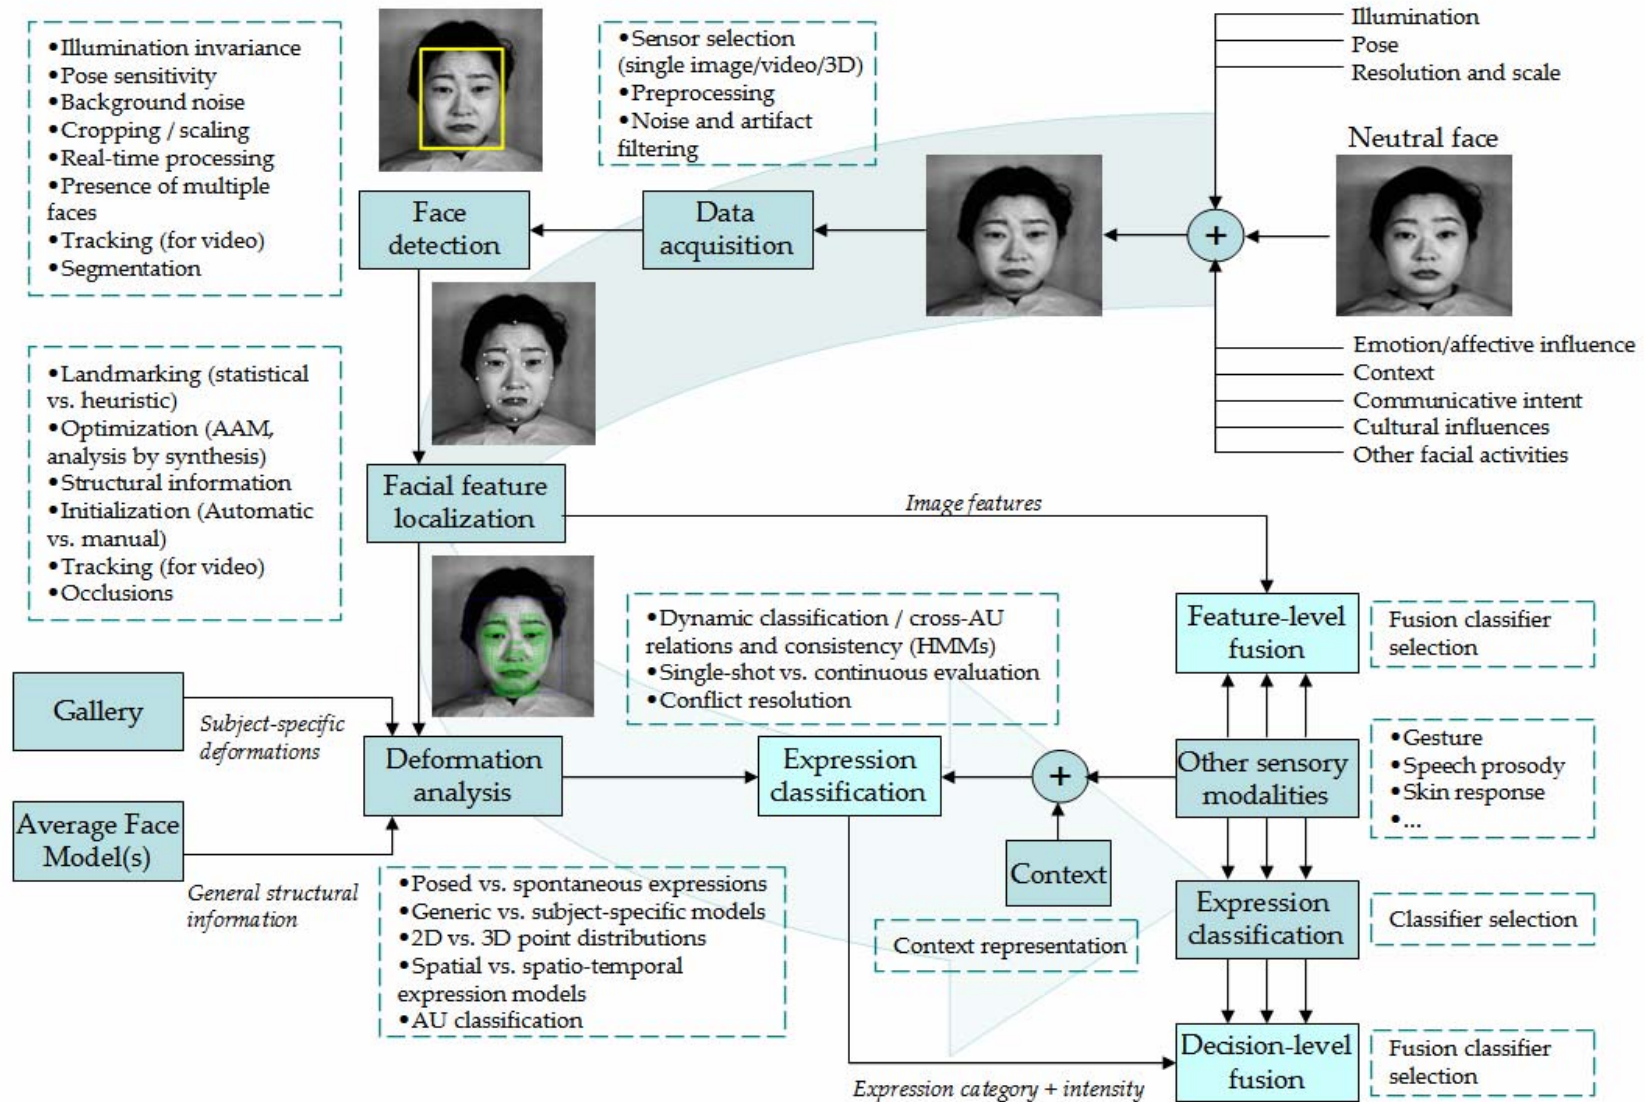 •Illumination invariance
•Pose sensitivity
•Background noise
•Cropping / scaling
•Real-time processing
•Presence of multiple
faces
•Tracking (for video)
•Segmentation
•Sensor selection
(single image/video/3D)
•Preprocessing
•Noise and artifact
filtering
Illumination
Pose
Resolution and scale
Neutral face
Face
detection
Data
acquisition
+
Emotion/affective influence
Context
Communicative intent
Cultural influences
Other facial activities
•Landmarking (statistical
vs. heuristic)
•Optimization (AAM,
analysis by synthesis)
•Structural information
•Initialization (Automatic
vs. manual)
•Tracking (for video)
•Occlusions
Facial feature
localization
Image features
•Dynamic classification / cross-AU
relations and consistency (HMMs)
•Single-shot vs. continuous evaluation
•Conflict resolution
Feature-level
fusion
Fusion classifier
selection
Gallery
Subject-specific
deformations
Deformation
analysis
Expression
classification
+
Other sensory
modalities
•Gesture
•Speech prosody
•Skin response
•...
Average Face
Model(s)
General structural
information
•Posed vs. spontaneous expressions
•Generic vs. subject-specific models
•2D vs. 3D point distributions
•Spatial vs. spatio-temporal
expression models
•AU classification
Context
Context representation
Expression
classification
Classifier selection
Expression category + intensity
Decision-level
fusion
Fusion classifier
selection